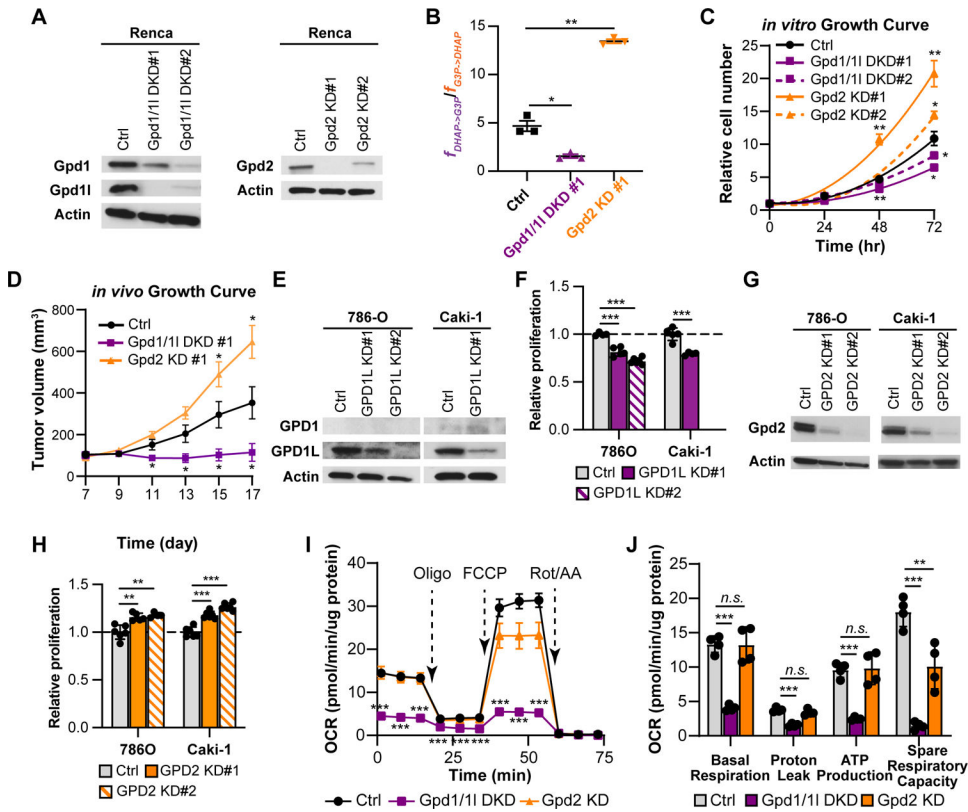 A
Renca
Ctrl
Gpd1/1l DKD#1
Gpd1/1l DKD#2
Gpd1
Gpd1l
Actin
Renca
Ctrl
Gpd2 KD#1
Gpd2 KD#2
Gpd2
Actin
B
fDHAP->G3P/fG3P->DHAP
15
10
5
0
**
*
Ctrl
Gpd1/1l DKD #1
Gpd2 KD #1
C
in vitro Growth Curve
Relative cell number
25
20
15
10
5
0
Ctrl
Gpd1/1l DKD#1
Gpd1/1l DKD#2
Gpd2 KD#1
Gpd2 KD#2
**
**
*
*
*
**
0 24 48 72
Time (hr)
D
in vivo Growth Curve
Tumor volume (mm³)
800
600
400
200
0
Ctrl
Gpd1/1l DKD #1
Gpd2 KD #1
*
*
* * * *
7 9 11 13 15 17
Time (day)
E
786-O
Caki-1
Ctrl
GPD1L KD#1
GPD1L KD#2
Ctrl
GPD1L KD#1
GPD1
GPD1L
Actin
F
Relative proliferation
1.5
1.0
0.5
***
***
***
786O Caki-1
Ctrl GPD1L KD#1
GPD1L KD#2
G
786-O
Caki-1
Ctrl
GPD2 KD#1
GPD2 KD#2
Ctrl
GPD2 KD#1
GPD2 KD#2
Gpd2
Actin
H
Relative proliferation
1.5
1.0
0.5
**
**
***
***
786O Caki-1
Ctrl GPD2 KD#1
GPD2 KD#2
I
OCR (pmol/min/ug protein)
40
30
20
10
0
Oligo
FCCP
Rot/AA
*** *** *** *** *** *** *** *** ***
0 15 30 45 60 75
Time (min)
Ctrl Gpd1/1l DKD Gpd2 KD
J
OCR (pmol/min/ug protein)
25
20
15
10
5
0
n.s.
***
n.s.
***
n.s.
***
**
***
Basal Respiration
Proton Leak
ATP Production
Spare Respiratory Capacity
Ctrl Gpd1/1l DKD Gpd2 KD